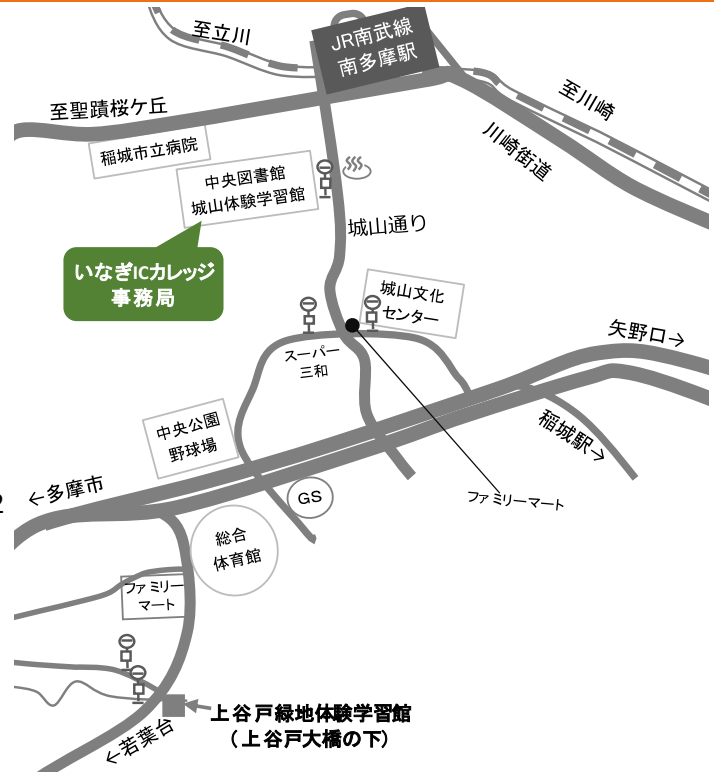 至立川
JR南武線
南多摩駅
至川崎
至聖蹟桜ケ丘
川崎街道
稲城市立病院
中央図書館
城山体験学習館
城山通り
いなぎICカレッジ
事務局
城山文化
センター
スーパー
三和
矢野口→
中央公園
野球場
稲城駅→
←多摩市
2
GS
ファミリーマート
総合
体育館
ファミリー
マート
上谷戸緑地体験学習館
（上谷戸大橋の下）
←若葉台